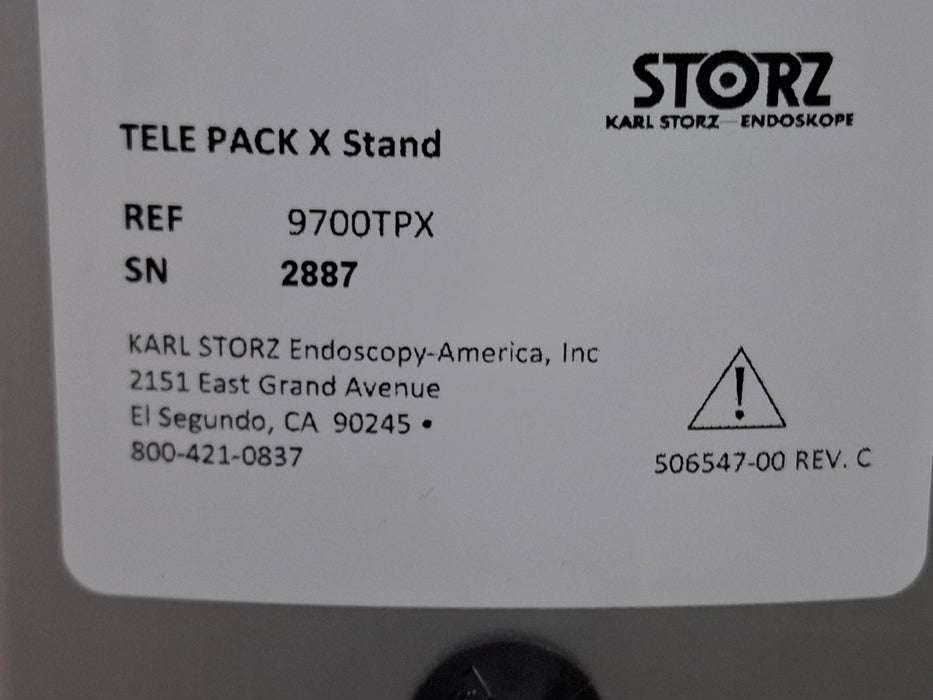 STORZ
KARL STORZ — ENDOSKOPE
TELE PACK X Stand
REF 9700TPX
SN 2887
KARL STORZ Endoscopy-America, Inc
2151 East Grand Avenue
El Segundo, CA 90245 •
800-421-0837
506547-00 REV. C